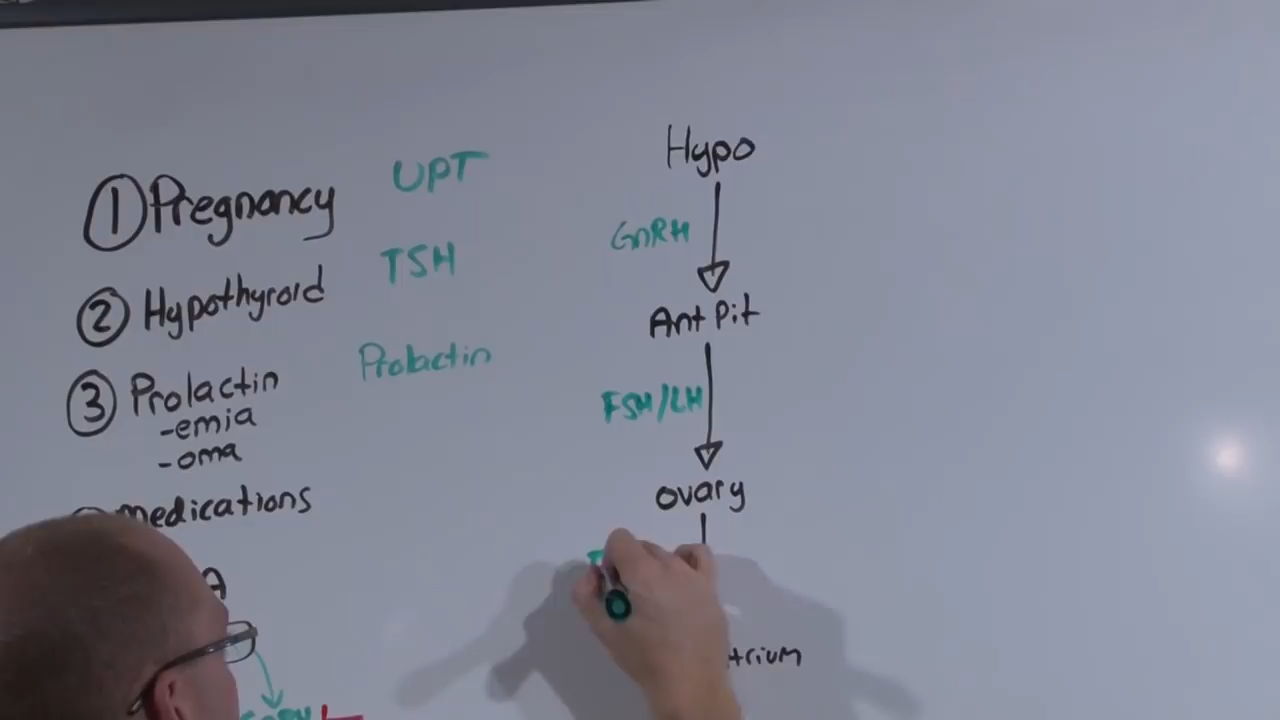 ① Pregnancy UPT
② Hypothyroid TSH
③ Prolactin Prolactin
-emia
-oma
medications
A
Hypo
GnRH
Ant Pit
FSH/LH
ovary
trium